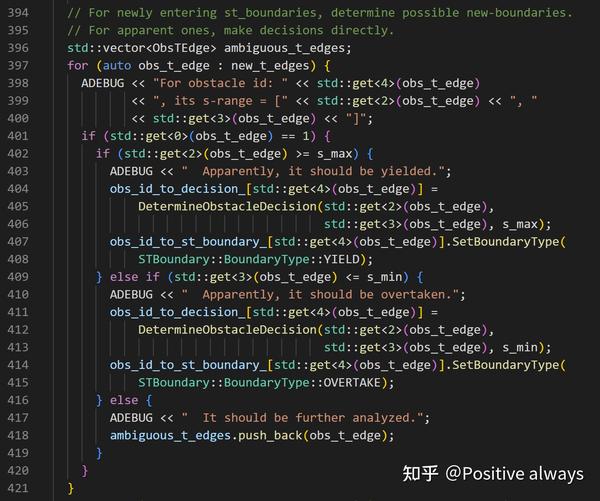 394 // For newly entering st_boundaries, determine possible new-boundaries.
395 // For apparent ones, make decisions directly.
396 std::vector<ObsTEdge> ambiguous_t_edges;
397 for (auto obs_t_edge : new_t_edges) {
398 ADEBUG << "For obstacle id: " << std::get<4>(obs_t_edge)
399 << ", its s-range = [" << std::get<2>(obs_t_edge) << ", "
400 << std::get<3>(obs_t_edge) << "]";
401 if (std::get<0>(obs_t_edge) == 1) {
402 if (std::get<2>(obs_t_edge) >= s_max) {
403 ADEBUG << "  Apparently, it should be yielded.";
404 obs_id_to_decision_[std::get<4>(obs_t_edge)] =
405 DetermineObstacleDecision(std::get<2>(obs_t_edge),
406 std::get<3>(obs_t_edge), s_max);
407 obs_id_to_st_boundary_[std::get<4>(obs_t_edge)].SetBoundaryType(
408 STBoundary::BoundaryType::YIELD);
409 } else if (std::get<3>(obs_t_edge) <= s_min) {
410 ADEBUG << "  Apparently, it should be overtaken.";
411 obs_id_to_decision_[std::get<4>(obs_t_edge)] =
412 DetermineObstacleDecision(std::get<2>(obs_t_edge),
413 std::get<3>(obs_t_edge), s_min);
414 obs_id_to_st_boundary_[std::get<4>(obs_t_edge)].SetBoundaryType(
415 STBoundary::BoundaryType::OVERTAKE);
416 } else {
417 ADEBUG << "  It should be further analyzed.";
418 ambiguous_t_edges.push_back(obs_t_edge);
419 }
420 }
421 }
知乎 @Positive always